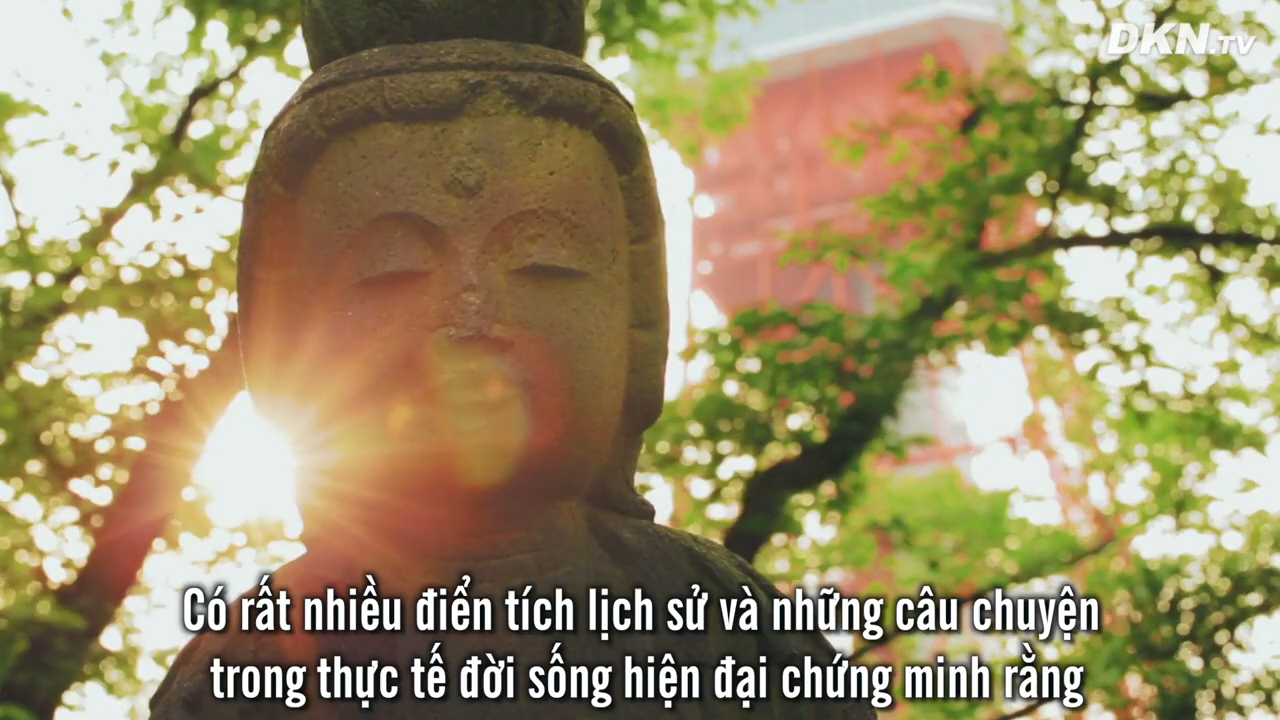 DKN.TV
Có rất nhiều điển tích lịch sử và những câu chuyện
trong thực tế đời sống hiện đại chứng minh rằng